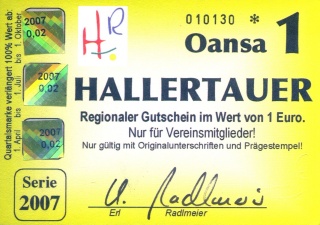 Quartalsmarke verlängert 100% Wert ab:
1. April bis 1. Juli bis 1. Oktober
2007
0,02
2007
0,02
2007
0,02
HR
010130 *
Oansa 1
HALLERTAUER
Regionaler Gutschein im Wert von 1 Euro.
Nur für Vereinsmitglieder!
Nur gültig mit Originalunterschriften und Prägestempel!
Serie
2007
U. Radlmeier
Erl Radlmeier